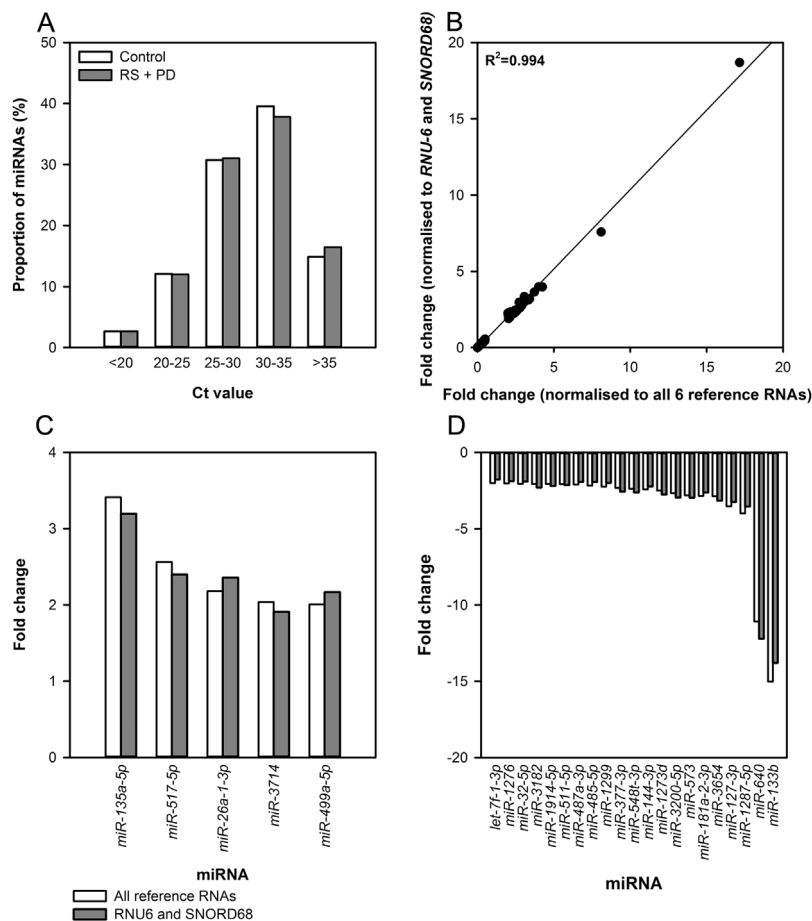 A
Control
RS + PD
50
40
30
20
10
0
Proportion of miRNAs (%)
<20 20-25 25-30 30-35 >35
Ct value
B
R²=0.994
20
15
10
5
0
Fold change (normalised to RNU-6 and SNORD68)
0 5 10 15 20
Fold change (normalised to all 6 reference RNAs)
C
4
3
2
1
0
Fold change
miR-135a-5p
miR-517-5p
miR-26a-1-3p
miR-3714
miR-499a-5p
miRNA
All reference RNAs
RNU6 and SNORD68
D
0
-5
-10
-15
-20
Fold change
let-7f-1-3p
miR-1276
miR-32-5p
miR-3182
miR-1914-5p
miR-511-5p
miR-487a-3p
miR-485-5p
miR-1299
miR-377-3p
miR-548t-3p
miR-144-3p
miR-1273d
miR-3200-5p
miR-573
miR-181a-2-3p
miR-3654
miR-127-3p
miR-1287-5p
miR-640
miR-133b
miRNA